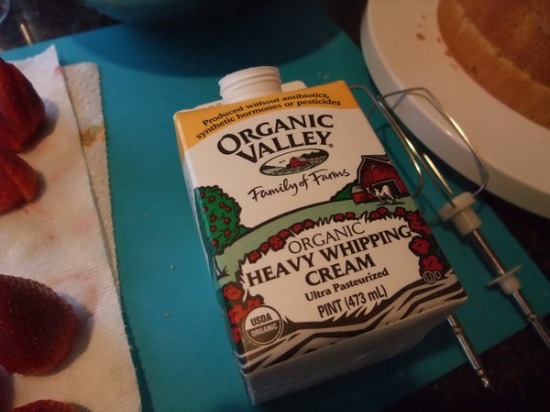 Produced without antibiotics,
synthetic hormones or pesticides
ORGANIC
VALLEY®
Family of Farms
ORGANIC
HEAVY WHIPPING
CREAM
Ultra Pasteurized
PINT (473 mL)
USDA
ORGANIC